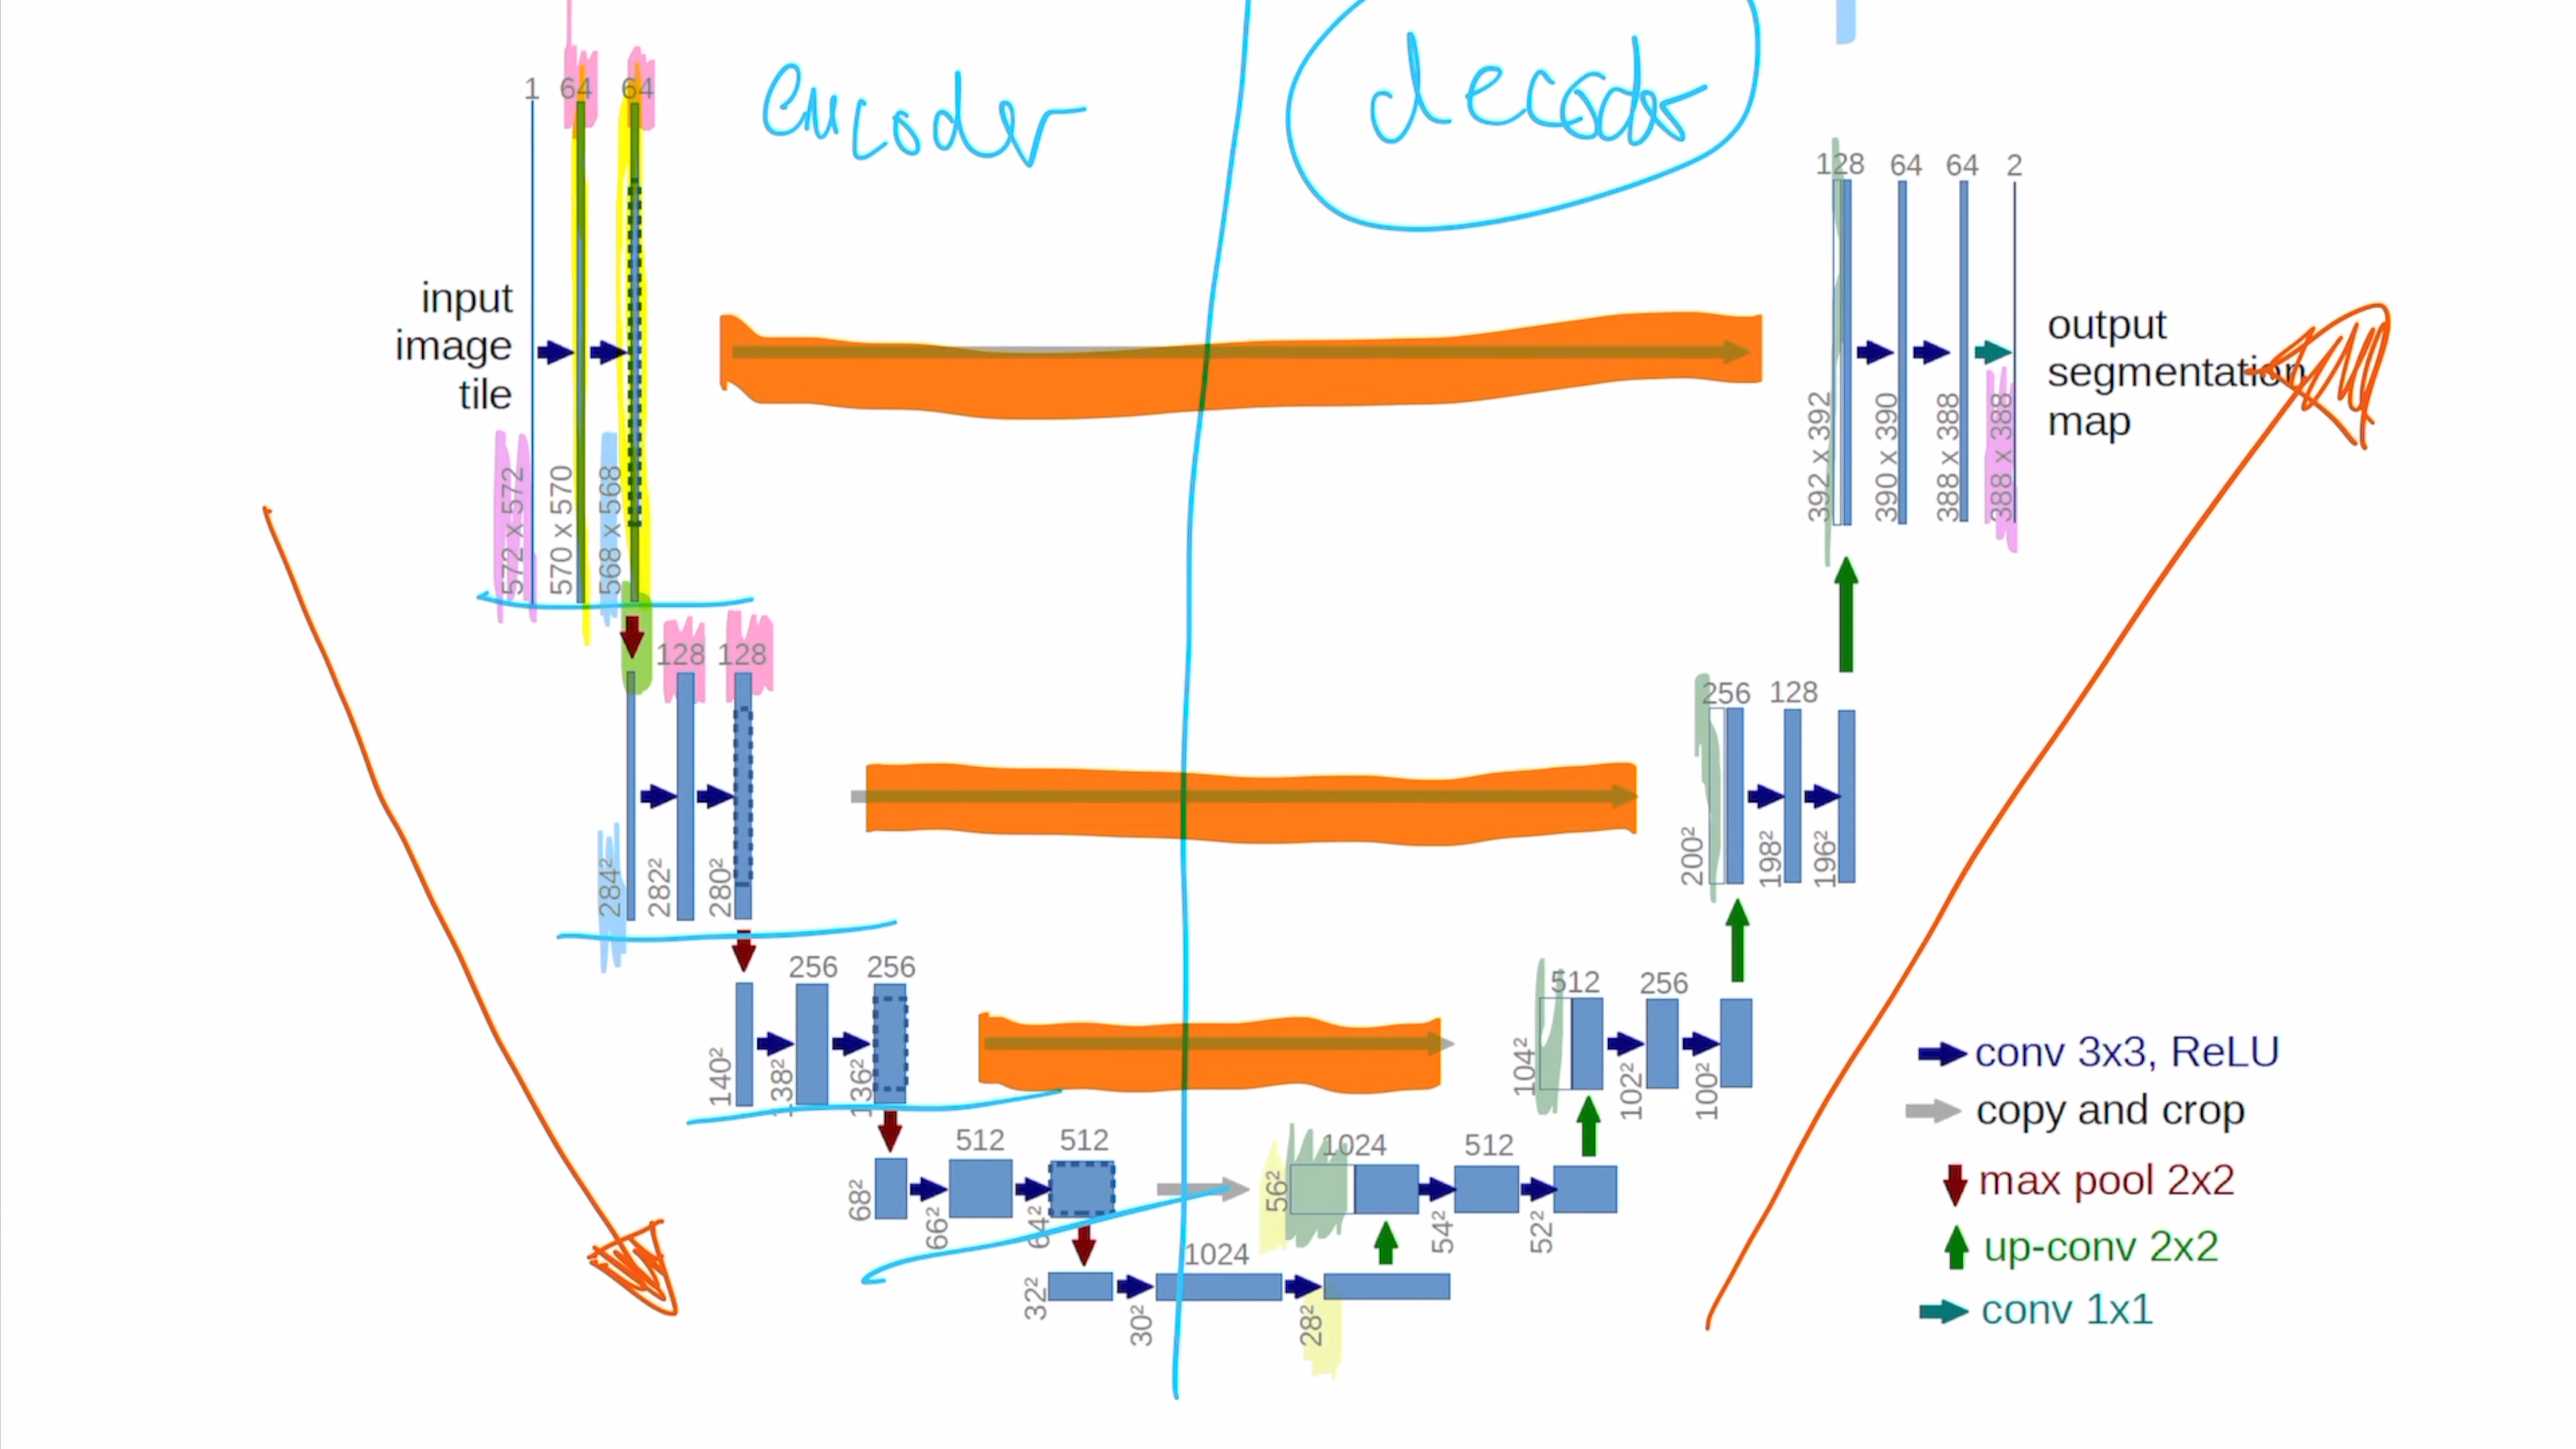 encoder
decoder
1 64 64
128 64 64 2
input
image
tile
572 x 572
570 x 570
568 x 568
392 x 392
390 x 390
388 x 388
388 x 388
output
segmentation
map
128 128
284²
282²
280²
256 128
200²
198²
196²
256 256
140²
138²
136²
512 256
104²
102²
100²
512 512
68²
66²
64²
1024 512
56²
54²
52²
1024
32²
30²
28²
conv 3x3, ReLU
copy and crop
max pool 2x2
up-conv 2x2
conv 1x1